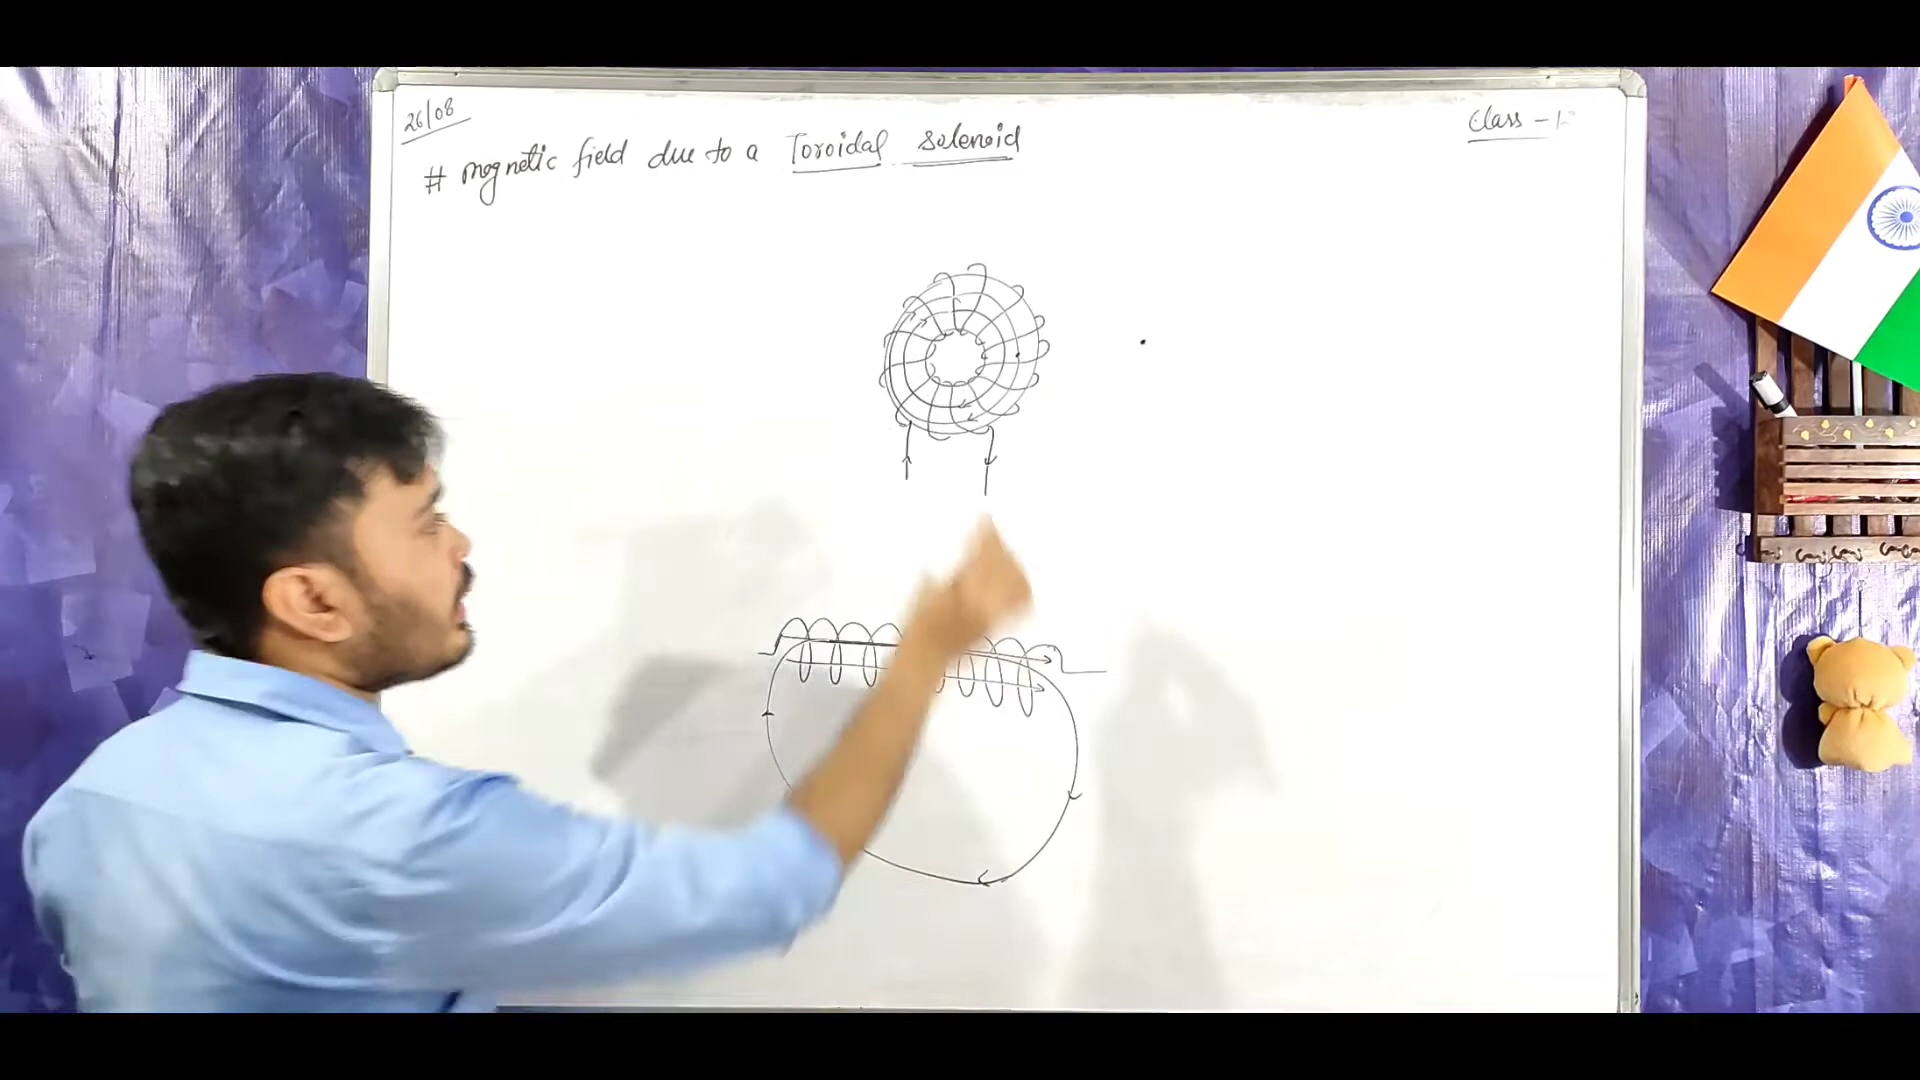 26/08
Class - 12
# magnetic field due to a Toroidal solenoid